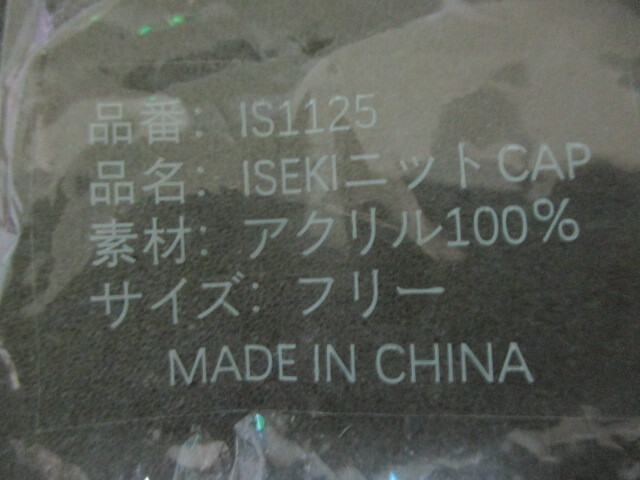 品番: IS1125
品名: ISEKIニットCAP
素材: アクリル100%
サイズ: フリー
MADE IN CHINA